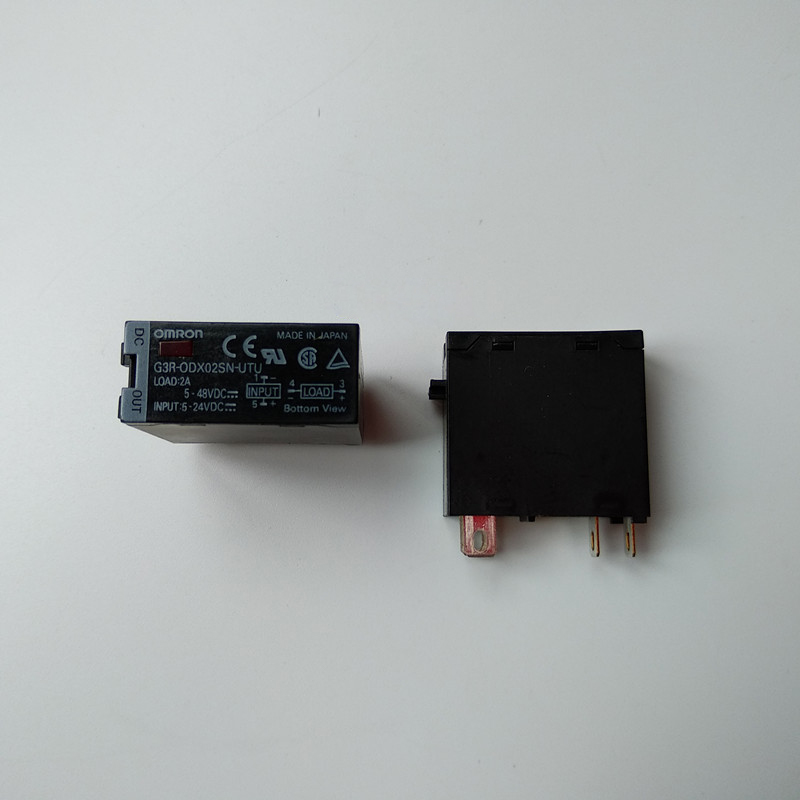 DC
OUT
OMRON
MADE IN JAPAN
CE
G3R-ODX02SN-UTU
LOAD:2A
5-48VDC
INPUT:5-24VDC
1 -
INPUT
5 +
4
-
LOAD
3
+
Bottom View